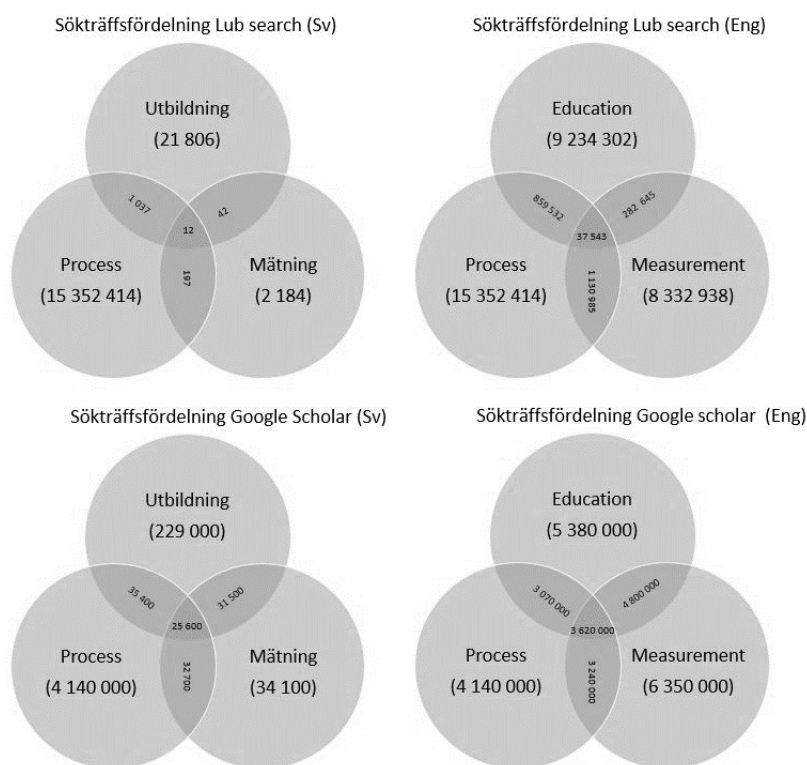 Sökträffsfördelning Lub search (Sv)
Utbildning
(21 806)
1 037
42
12
Process
(15 352 414)
197
Mätning
(2 184)
Sökträffsfördelning Lub search (Eng)
Education
(9 234 302)
859 532
282 645
37 543
Process
(15 352 414)
1 130 985
Measurement
(8 332 938)
Sökträffsfördelning Google Scholar (Sv)
Utbildning
(229 000)
35 400
31 500
25 600
Process
(4 140 000)
32 700
Mätning
(34 100)
Sökträffsfördelning Google scholar (Eng)
Education
(5 380 000)
3 070 000
4 800 000
3 620 000
Process
(4 140 000)
3 240 000
Measurement
(6 350 000)